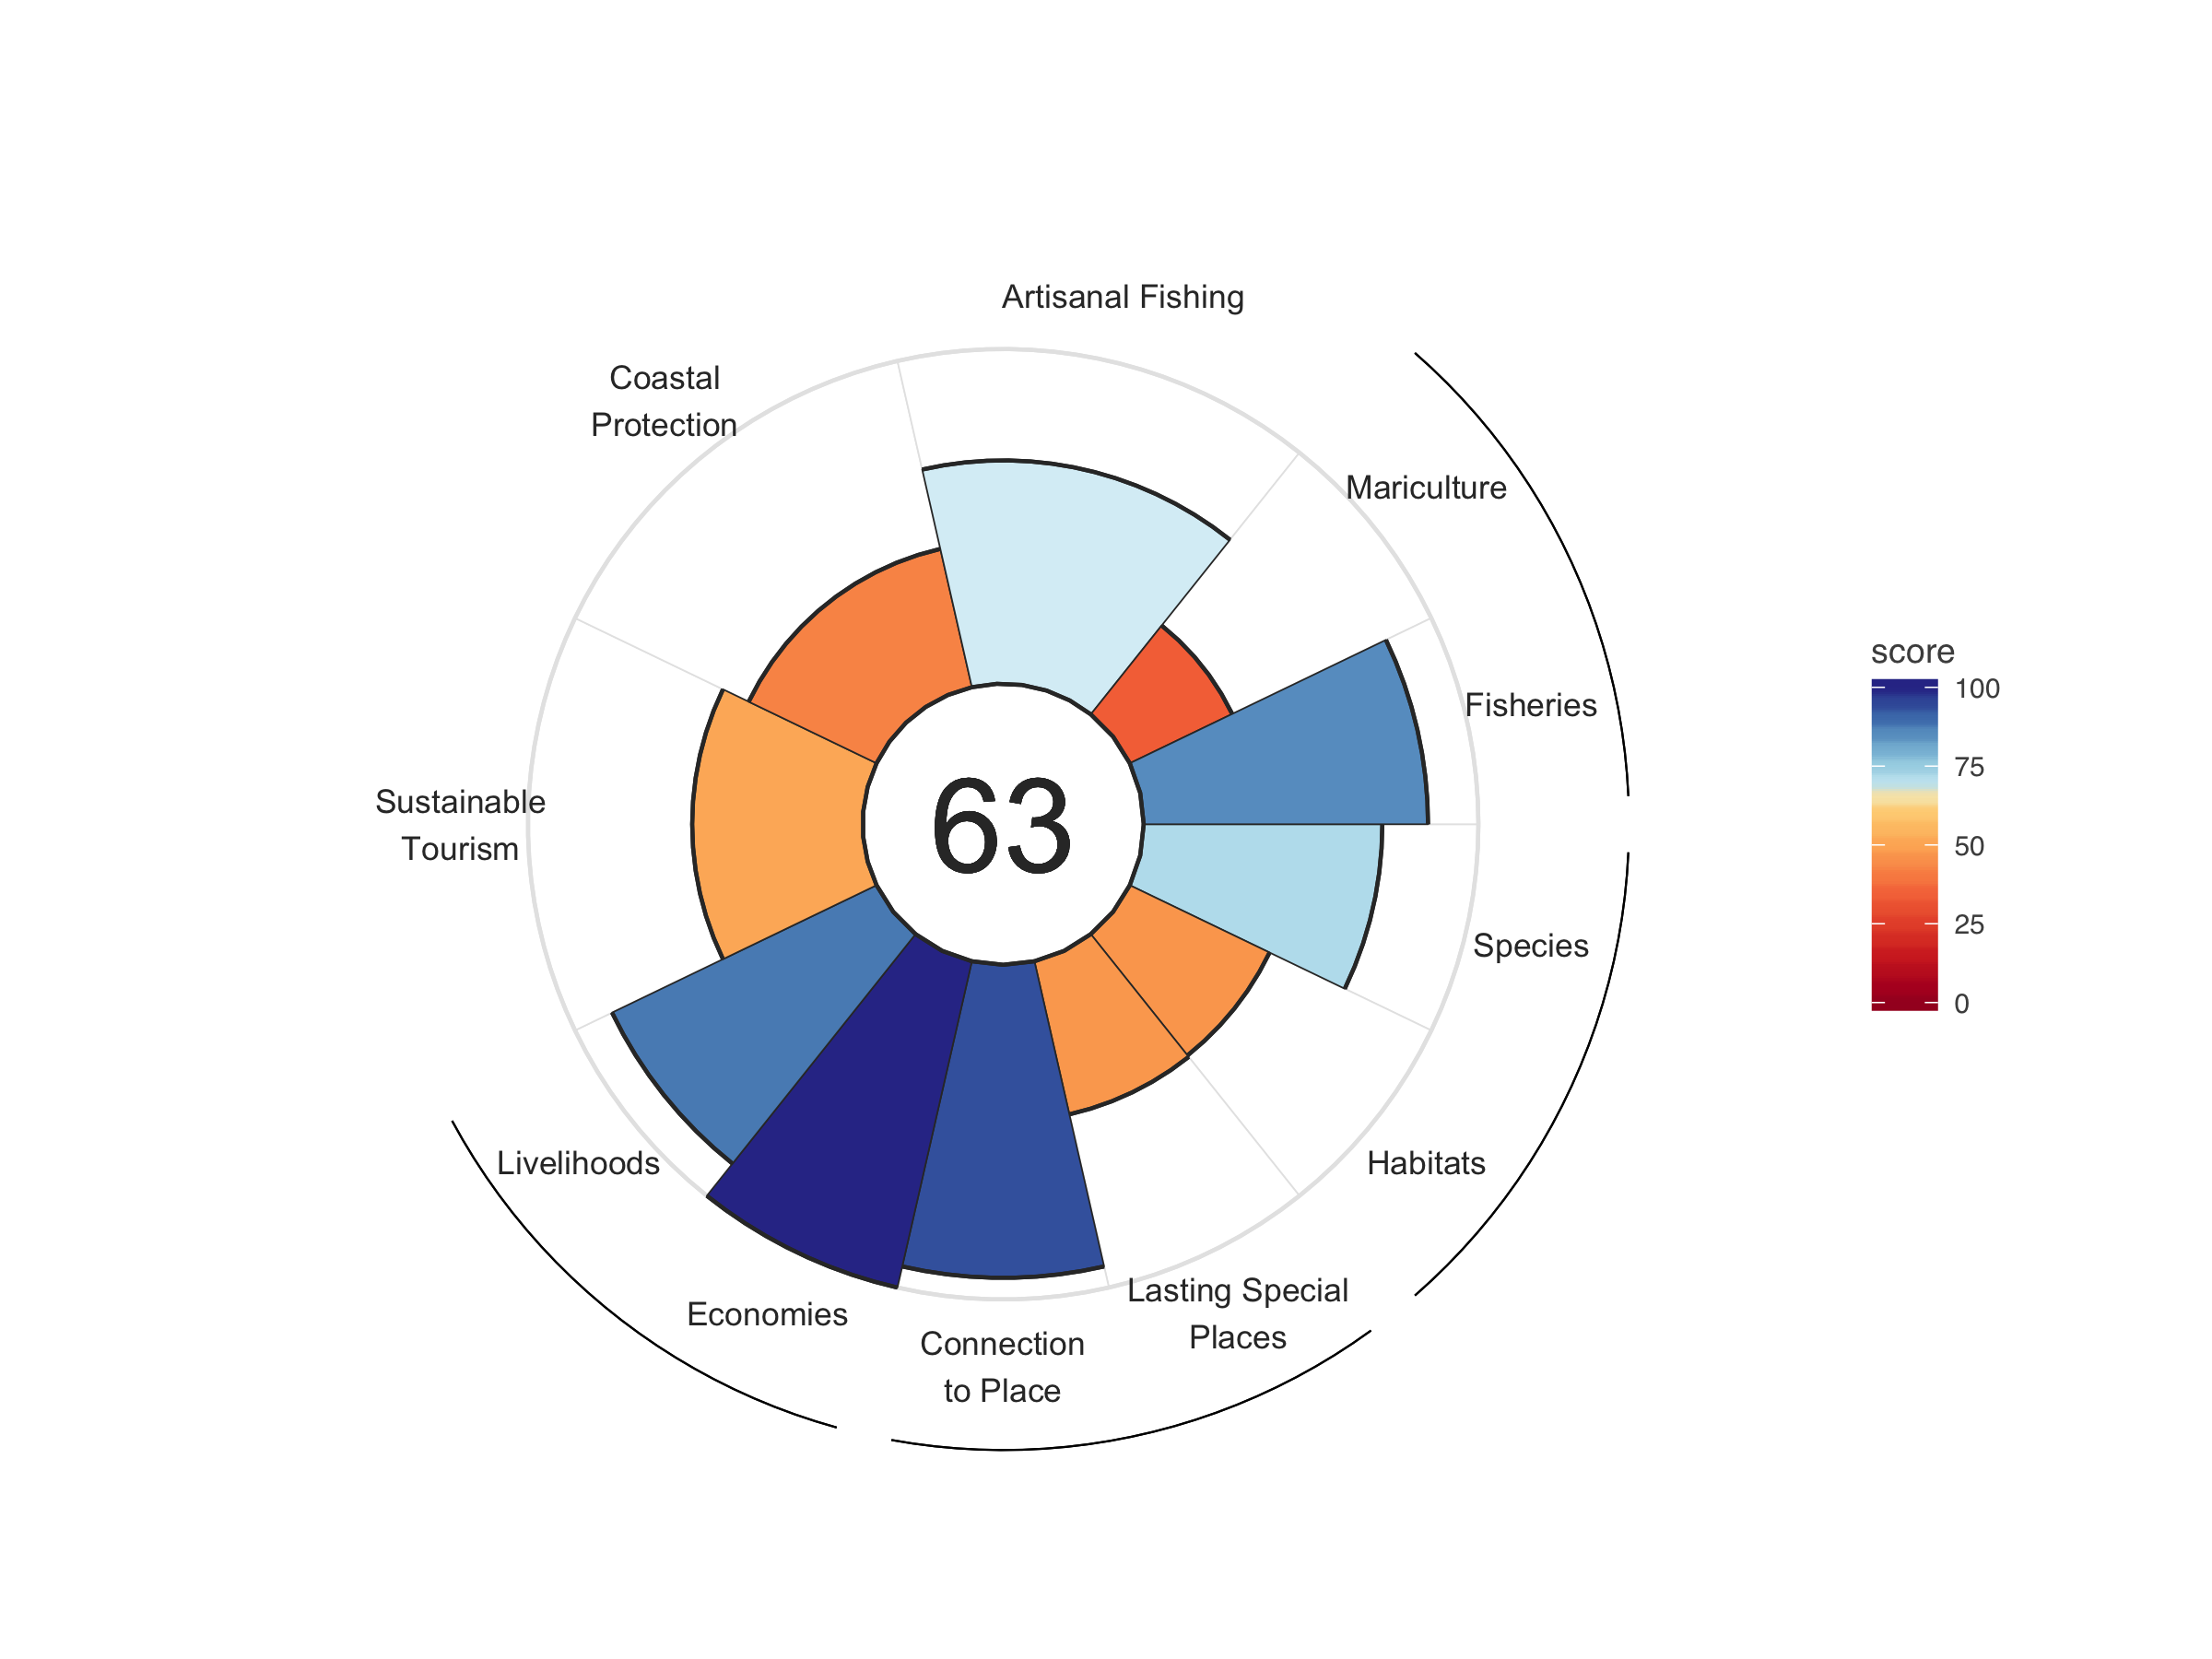 Artisanal Fishing
Coastal
Protection
Mariculture
Fisheries
Sustainable
Tourism
63
Species
Livelihoods
Habitats
Economies
Lasting Special
Places
Connection
to Place
score
100
75
50
25
0